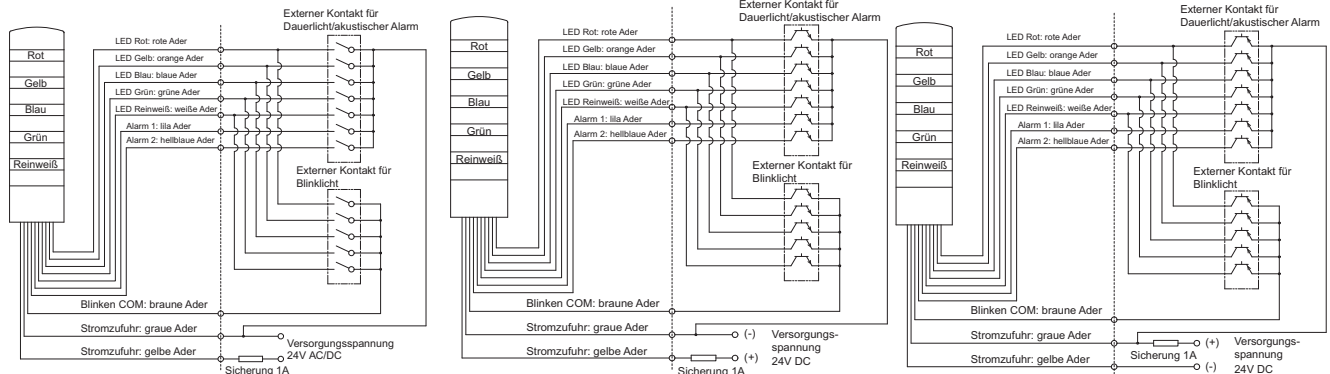 Externer Kontakt für
Dauerlicht/akustischer Alarm
Rot
Gelb
Blau
Grün
Reinweiß
LED Rot: rote Ader
LED Gelb: orange Ader
LED Blau: blaue Ader
LED Grün: grüne Ader
LED Reinweiß: weiße Ader
Alarm 1: lila Ader
Alarm 2: hellblaue Ader
Externer Kontakt für
Blinklicht
Blinken COM: braune Ader
Stromzufuhr: graue Ader
Stromzufuhr: gelbe Ader
Versorgungsspannung
24V AC/DC
Sicherung 1A
Externer Kontakt für
Dauerlicht/akustischer Alarm
Rot
Gelb
Blau
Grün
Reinweiß
LED Rot: rote Ader
LED Gelb: orange Ader
LED Blau: blaue Ader
LED Grün: grüne Ader
LED Reinweiß: weiße Ader
Alarm 1: lila Ader
Alarm 2: hellblaue Ader
Externer Kontakt für
Blinklicht
Blinken COM: braune Ader
Stromzufuhr: graue Ader
Stromzufuhr: gelbe Ader
(-)
(+)
Versorgungs-
spannung
24V DC
Sicherung 1A
Externer Kontakt für
Dauerlicht/akustischer Alarm
Rot
Gelb
Blau
Grün
Reinweiß
LED Rot: rote Ader
LED Gelb: orange Ader
LED Blau: blaue Ader
LED Grün: grüne Ader
LED Reinweiß: weiße Ader
Alarm 1: lila Ader
Alarm 2: hellblaue Ader
Externer Kontakt für
Blinklicht
Blinken COM: braune Ader
Stromzufuhr: graue Ader
Stromzufuhr: gelbe Ader
(+)
Sicherung 1A
(-)
Versorgungs-
spannung
24V DC